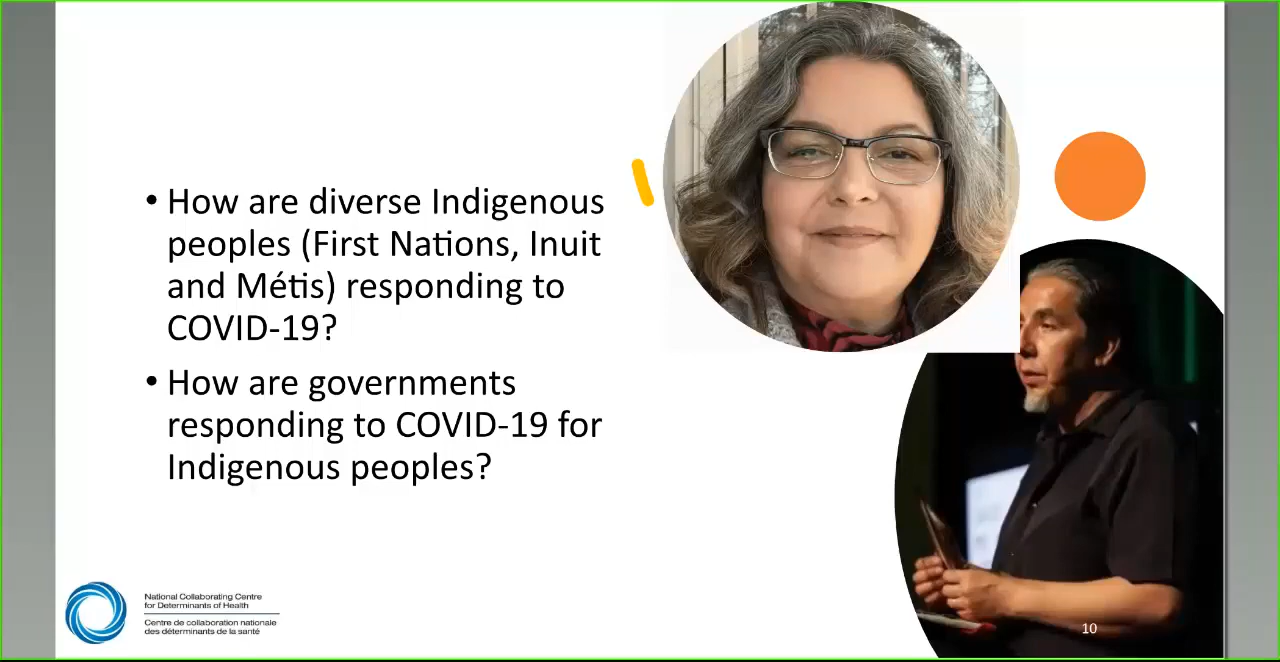 • How are diverse Indigenous
peoples (First Nations, Inuit
and Métis) responding to
COVID-19?
• How are governments
responding to COVID-19 for
Indigenous peoples?
National Collaborating Centre
for Determinants of Health
Centre de collaboration nationale
des déterminants de la santé
10